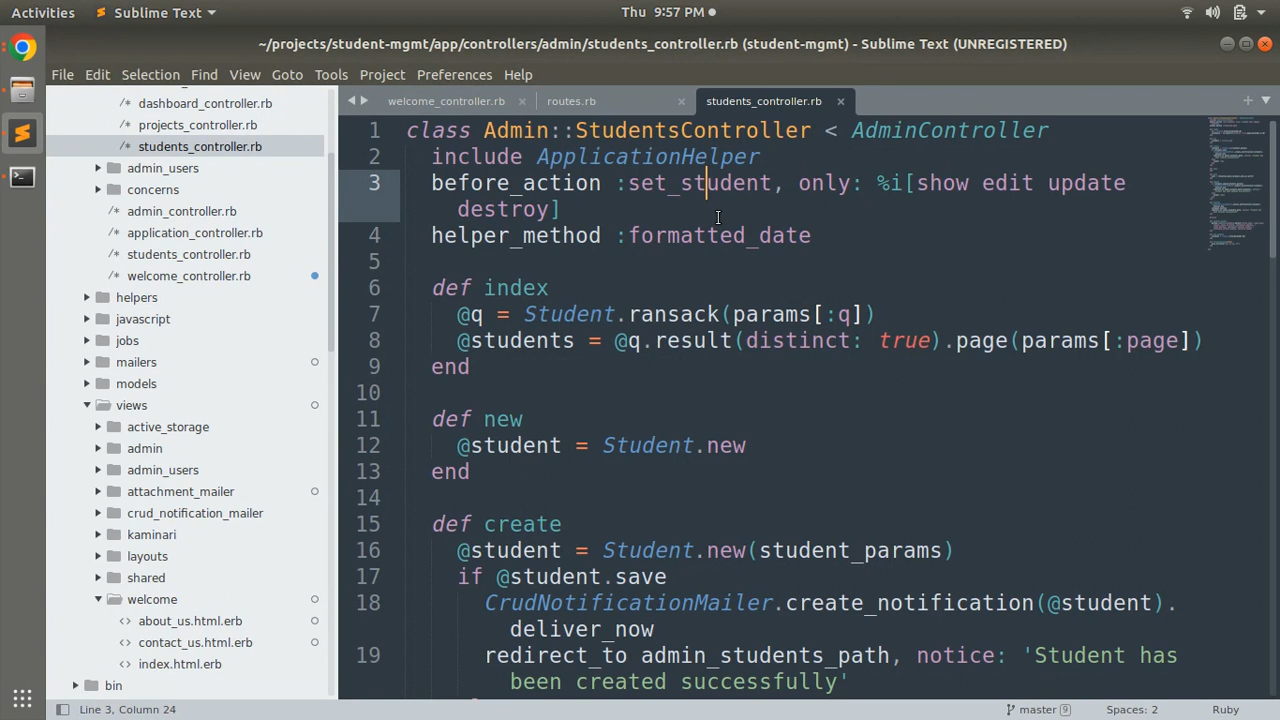 Activities Sublime Text Thu 9:57 PM
~/projects/student-mgmt/app/controllers/admin/students_controller.rb (student-mgmt) - Sublime Text (UNREGISTERED)
File Edit Selection Find View Goto Tools Project Preferences Help
dashboard_controller.rb
projects_controller.rb
students_controller.rb
admin_users
concerns
admin_controller.rb
application_controller.rb
students_controller.rb
welcome_controller.rb
helpers
javascript
jobs
mailers
models
views
active_storage
admin
admin_users
attachment_mailer
crud_notification_mailer
kaminari
layouts
shared
welcome
about_us.html.erb
contact_us.html.erb
index.html.erb
bin
welcome_controller.rb routes.rb students_controller.rb
1 class Admin::StudentsController < AdminController
2 include ApplicationHelper
3 before_action :set_student, only: %i[show edit update
destroy]
4 helper_method :formatted_date
5
6 def index
7 @q = Student.ransack(params[:q])
8 @students = @q.result(distinct: true).page(params[:page])
9 end
10
11 def new
12 @student = Student.new
13 end
14
15 def create
16 @student = Student.new(student_params)
17 if @student.save
18 CrudNotificationMailer.create_notification(@student).
deliver_now
19 redirect_to admin_students_path, notice: 'Student has
been created successfully'
Line 3, Column 24 master 9 Spaces: 2 Ruby